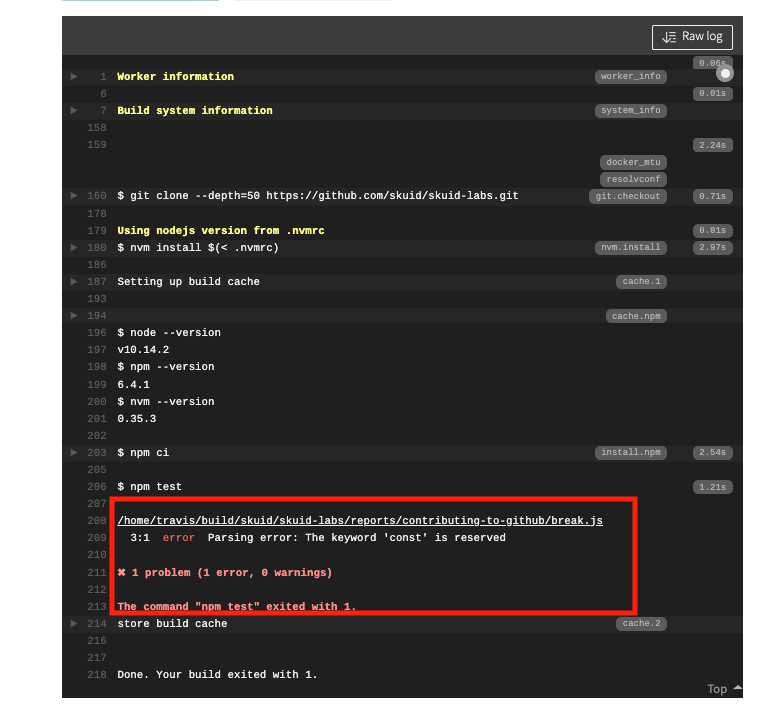 Raw log
0.06s
1 Worker information worker_info
6 0.01s
7 Build system information system_info
158
159 2.24s
docker_mtu
resolvconf
160 $ git clone --depth=50 https://github.com/skuid/skuid-labs.git git.checkout 0.71s
178
179 Using nodejs version from .nvmrc 0.01s
180 $ nvm install $(< .nvmrc) nvm.install 2.97s
186
187 Setting up build cache cache.1
193
194 cache.npm
196 $ node --version
197 v10.14.2
198 $ npm --version
199 6.4.1
200 $ nvm --version
201 0.35.3
202
203 $ npm ci install.npm 2.54s
205
206 $ npm test 1.21s
207
208 /home/travis/build/skuid/skuid-labs/reports/contributing-to-github/break.js
209 3:1 error Parsing error: The keyword 'const' is reserved
210
211 ✖ 1 problem (1 error, 0 warnings)
212
213 The command "npm test" exited with 1.
214 store build cache cache.2
216
217
218 Done. Your build exited with 1.
Top